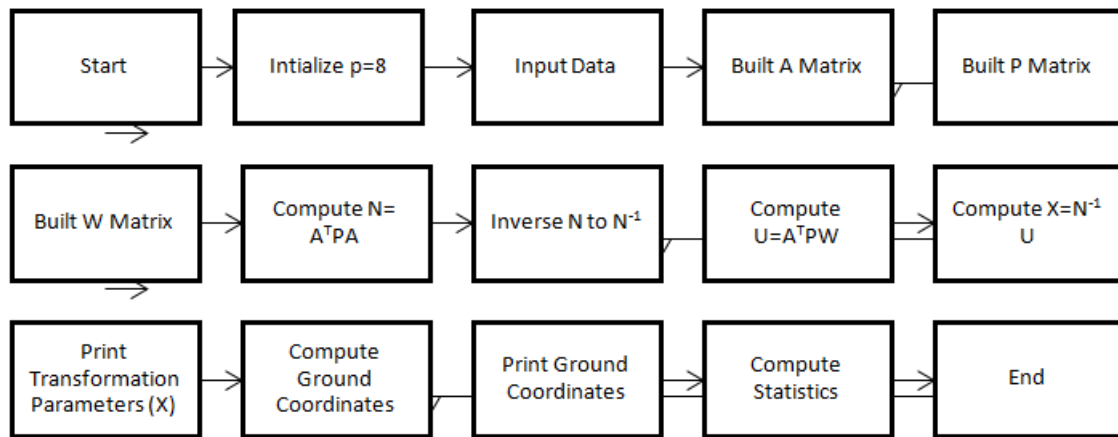 Start
Intialize p=8
Input Data
Built A Matrix
Built P Matrix
Built W Matrix
Compute N=
AᵀPA
Inverse N to N⁻¹
Compute
U=AᵀPW
Compute X=N⁻¹
U
Print
Transformation
Parameters (X)
Compute
Ground
Coordinates
Print Ground
Coordinates
Compute
Statistics
End